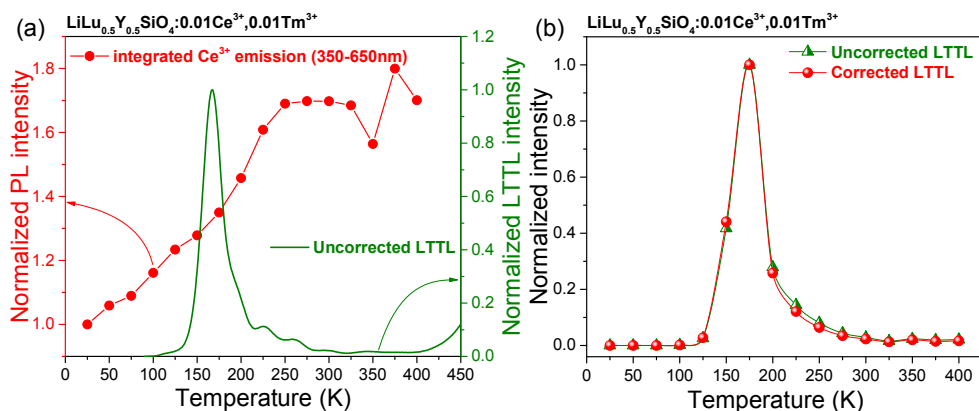 (a) LiLu₀.₅Y₀.₅SiO₄:0.01Ce³⁺,0.01Tm³⁺
integrated Ce³⁺ emission (350-650nm)
Uncorrected LTTL
Normalized PL intensity
1.0
1.2
1.4
1.6
1.8
Normalized LTTL intensity
0.0
0.2
0.4
0.6
0.8
1.0
1.2
0 50 100 150 200 250 300 350 400 450
Temperature (K)
(b) LiLu₀.₅Y₀.₅SiO₄:0.01Ce³⁺,0.01Tm³⁺
Uncorrected LTTL
Corrected LTTL
Normalized intensity
0.0
0.2
0.4
0.6
0.8
1.0
0 50 100 150 200 250 300 350 400
Temperature (K)